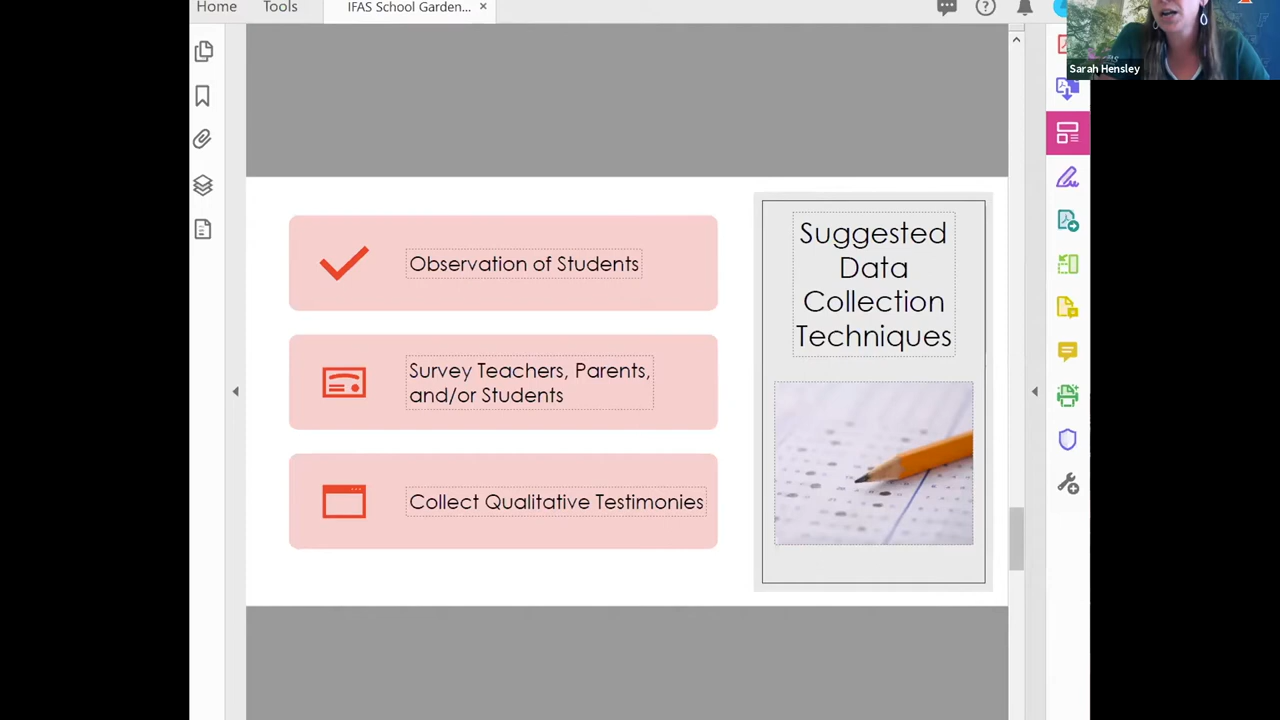 Home
Tools
IFAS School Garden...
Sarah Hensley
Observation of Students
Survey Teachers, Parents,
and/or Students
Collect Qualitative Testimonies
Suggested
Data
Collection
Techniques